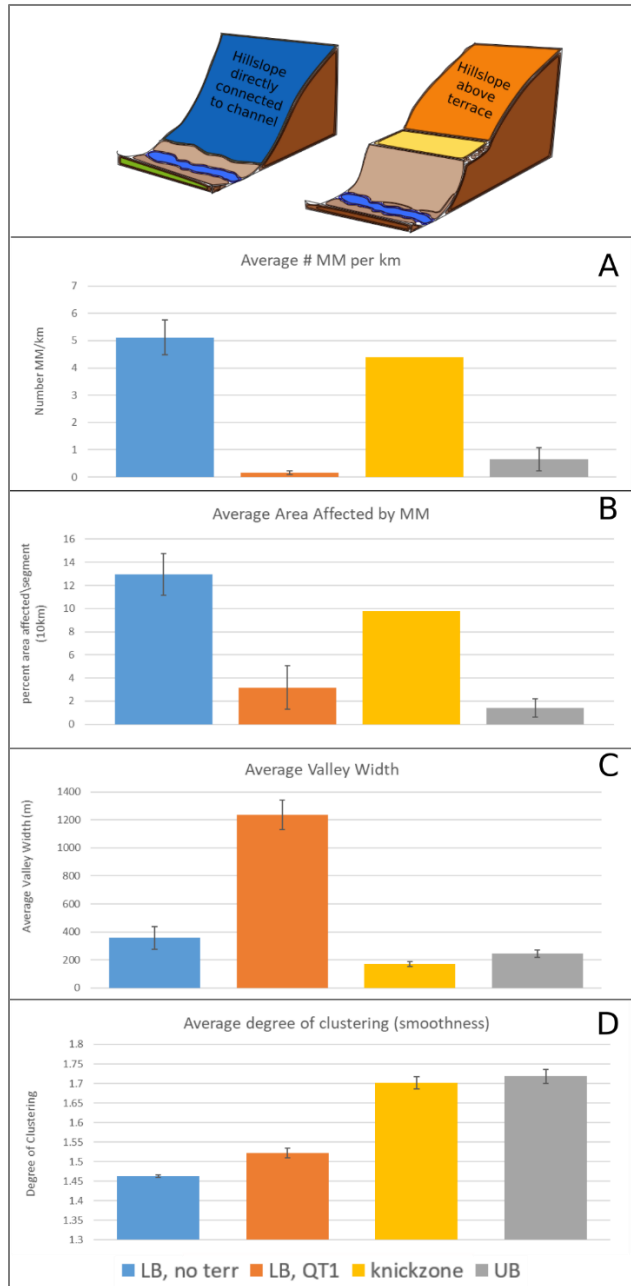 Hillslope
directly
connected
to channel
Hillslope
above
terrace
Average # MM per km
A
Number MM/km
7
6
5
4
3
2
1
0
Average Area Affected by MM
B
percent area affected\segment
(10km)
16
14
12
10
8
6
4
2
0
Average Valley Width
C
Average Valley Width (m)
1400
1200
1000
800
600
400
200
0
Average degree of clustering (smoothness)
D
Degree of Clustering
1.8
1.75
1.7
1.65
1.6
1.55
1.5
1.45
1.4
1.35
1.3
LB, no terr LB, QT1 knickzone UB